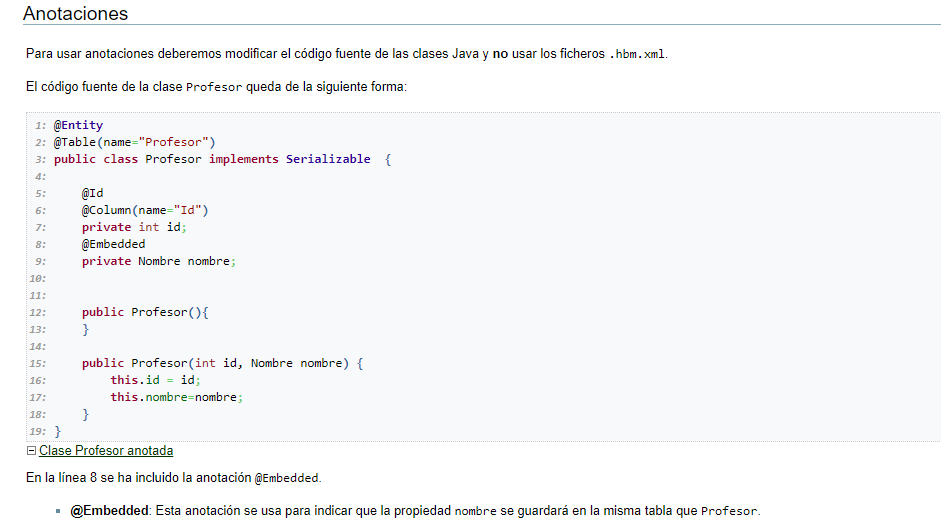 Anotaciones
Para usar anotaciones deberemos modificar el código fuente de las clases Java y no usar los ficheros .hbm.xml.
El código fuente de la clase Profesor queda de la siguiente forma:
1: @Entity
2: @Table(name="Profesor")
3: public class Profesor implements Serializable  {
4:
5:     @Id
6:     @Column(name="Id")
7:     private int id;
8:     @Embedded
9:     private Nombre nombre;
10:
11:
12:     public Profesor(){
13:     }
14:
15:     public Profesor(int id, Nombre nombre) {
16:         this.id = id;
17:         this.nombre=nombre;
18:     }
19: }
Clase Profesor anotada
En la línea 8 se ha incluido la anotación @Embedded.
▪ @Embedded: Esta anotación se usa para indicar que la propiedad nombre se guardará en la misma tabla que Profesor.